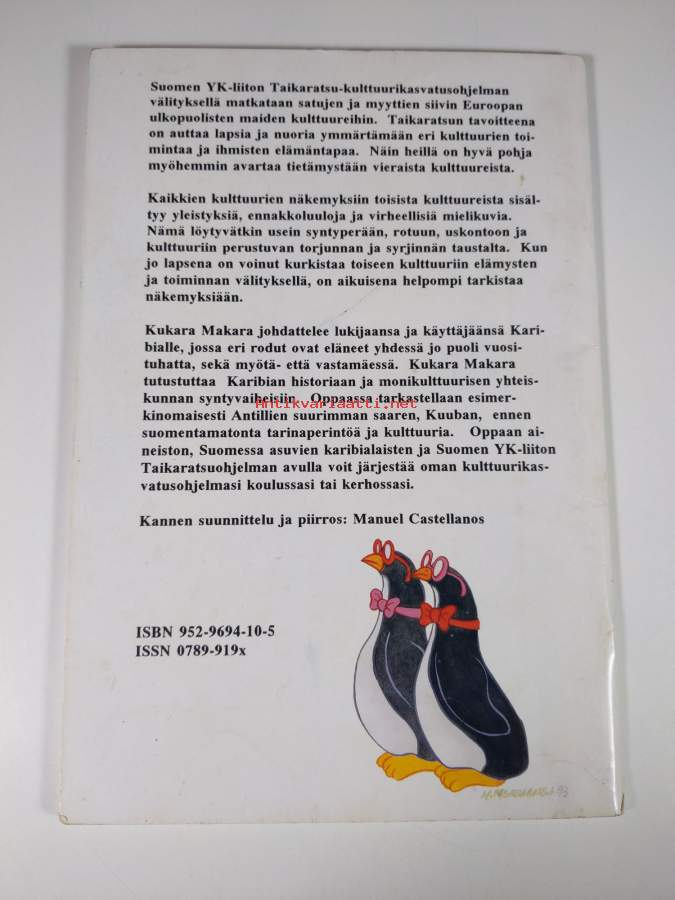 Suomen YK-liiton Taikaratsu-kulttuurikasvatusohjelman
välityksellä matkataan satujen ja myyttien siivin Euroopan
ulkopuolisten maiden kulttuureihin. Taikaratsun tavoitteena
on auttaa lapsia ja nuoria ymmärtämään eri kulttuurien toi-
mintaa ja ihmisten elämäntapaa. Näin heillä on hyvä pohja
myöhemmin avartaa tietämystään vieraista kulttuureista.
Kaikkien kulttuurien näkemyksiin toisista kulttuureista sisäl-
tyy yleistyksiä, ennakkoluuloja ja virheellisiä mielikuvia.
Nämä löytyvätkin usein syntyperään, rotuun, uskontoon ja
kulttuuriin perustuvan torjunnan ja syrjinnän taustalta. Kun
jo lapsena on voinut kurkistaa toiseen kulttuuriin elämysten
ja toiminnan välityksellä, on aikuisena helpompi tarkistaa
näkemyksiään.
Kukara Makara johdattelee lukijaansa ja käyttäjäänsä Kari-
bialle, jossa eri rodut ovat eläneet yhdessä jo puoli vuosi-
tuhatta, sekä myötä- että vastamäessä. Kukara Makara
tutustuttaa Karibian historiaan ja monikulttuurisen yhteis-
kunnan syntyvaiheisiin. Oppaassa tarkastellaan esimer-
Antikvariaatti.net
kinomaisesti Antillien suurimman saaren, Kuuban, ennen
suomentamatonta tarinaperintöä ja kulttuuria. Oppaan ai-
neiston, Suomessa asuvien karibialaisten ja Suomen YK-liiton
Taikaratsuohjelman avulla voit järjestää oman kulttuurikas-
vatusohjelmasi koulussasi tai kerhossasi.
Kannen suunnittelu ja piirros: Manuel Castellanos
ISBN 952-9694-10-5
ISSN 0789-919x